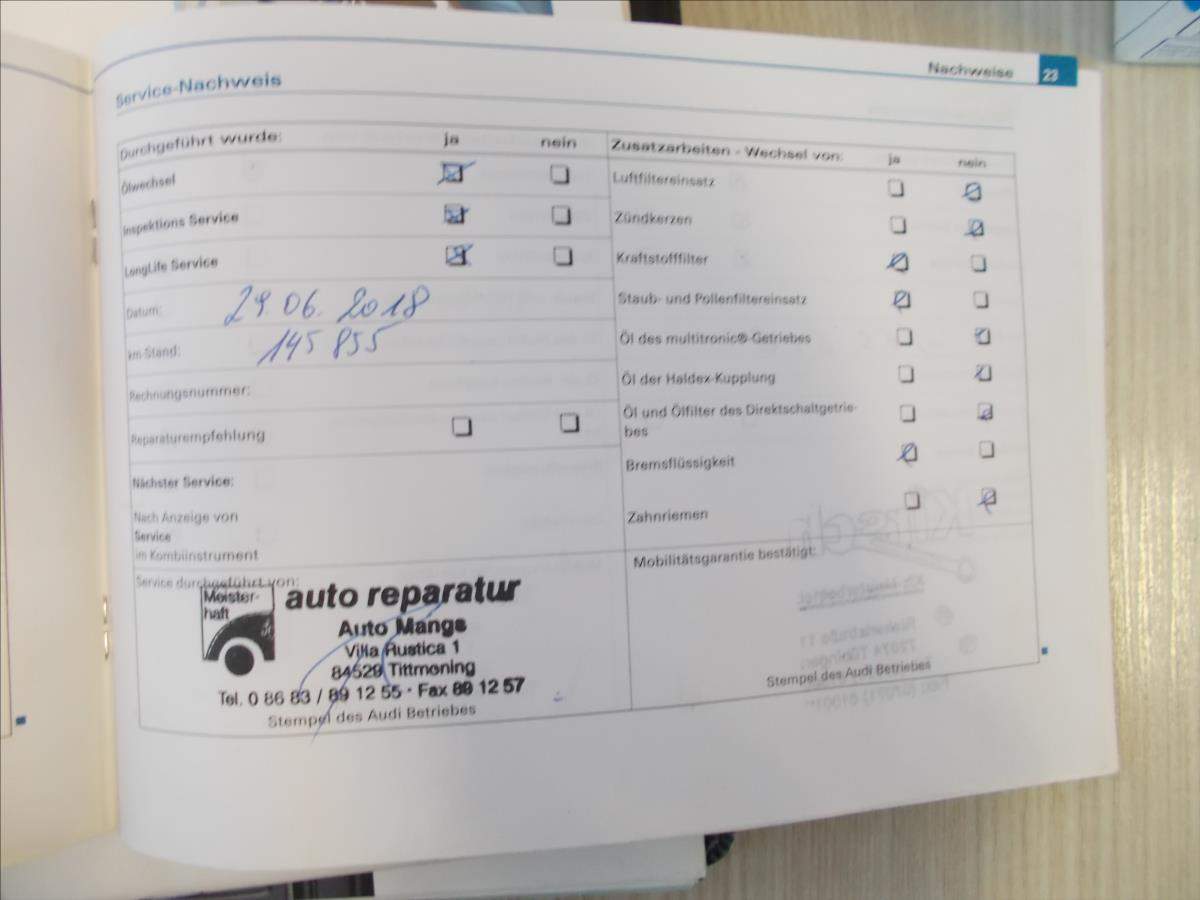 Nachweise 23
Service-Nachweis
Durchgeführt wurde: ja nein
Ölwechsel
Inspektions Service
LongLife Service
Datum: 29.06.2018
km-Stand: 145 855
Rechnungsnummer:
Reparaturempfehlung
Nächster Service:
Nach Anzeige von
Service
im Kombiinstrument
Service durchgeführt von:
Meister-
haft
auto reparatur
Auto Mangs
Villa Rustica 1
84529 Tittmoning
Tel. 0 86 83 / 89 12 55 · Fax 89 12 57
Stempel des Audi Betriebes
Zusatzarbeiten - Wechsel von: ja nein
Luftfiltereinsatz
Zündkerzen
Kraftstofffilter
Staub- und Pollenfiltereinsatz
Öl des multitronic®-Getriebes
Öl der Haldex-Kupplung
Öl und Ölfilter des Direktschaltgetrie-
bes
Bremsflüssigkeit
Zahnriemen
Mobilitätsgarantie bestätigt:
Stempel des Audi Betriebes